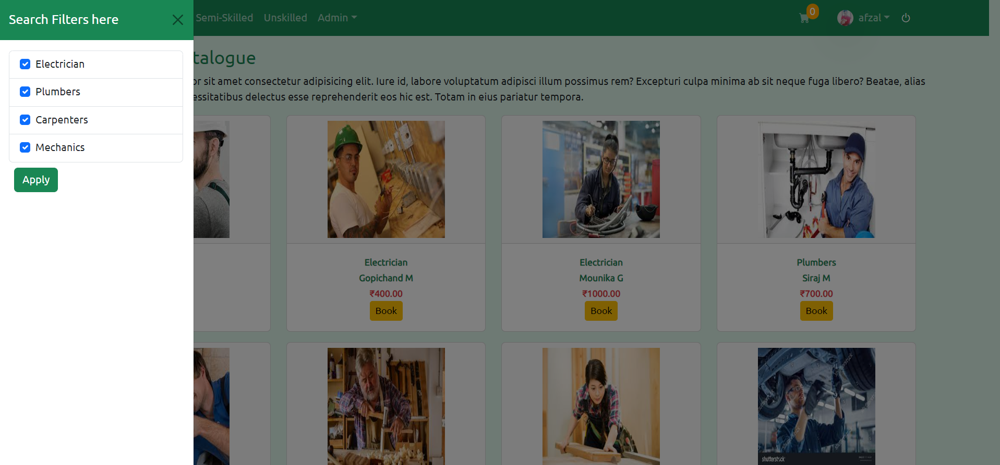 Search Filters here
Semi-Skilled Unskilled Admin
0
afzal
Electrician
Plumbers
Carpenters
Mechanics
Apply
talogue
or sit amet consectetur adipisicing elit. Iure id, labore voluptatum adipisci illum possimus rem? Excepturi culpa minima ab sit neque fuga libero? Beatae, alias
essitatibus delectus esse reprehenderit eos hic est. Totam in eius pariatur tempora.
Electrician
Gopichand M
₹400.00
Book
Electrician
Mounika G
₹1000.00
Book
Plumbers
Siraj M
₹700.00
Book
shutterstock